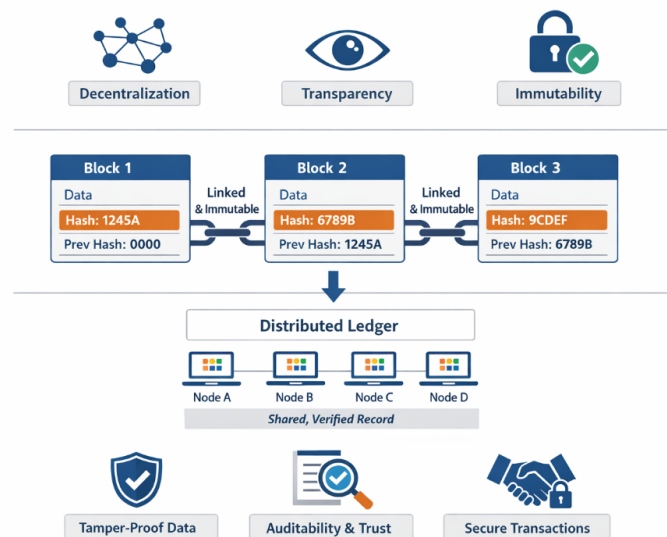 Decentralization
Transparency
Immutability
Block 1
Data
Hash: 1245A
Prev Hash: 0000
Linked
& Immutable
Block 2
Data
Hash: 6789B
Prev Hash: 1245A
Linked
& Immutable
Block 3
Data
Hash: 9CDEF
Prev Hash: 6789B
Distributed Ledger
Node A
Node B
Node C
Node D
Shared, Verified Record
Tamper-Proof Data
Auditability & Trust
Secure Transactions